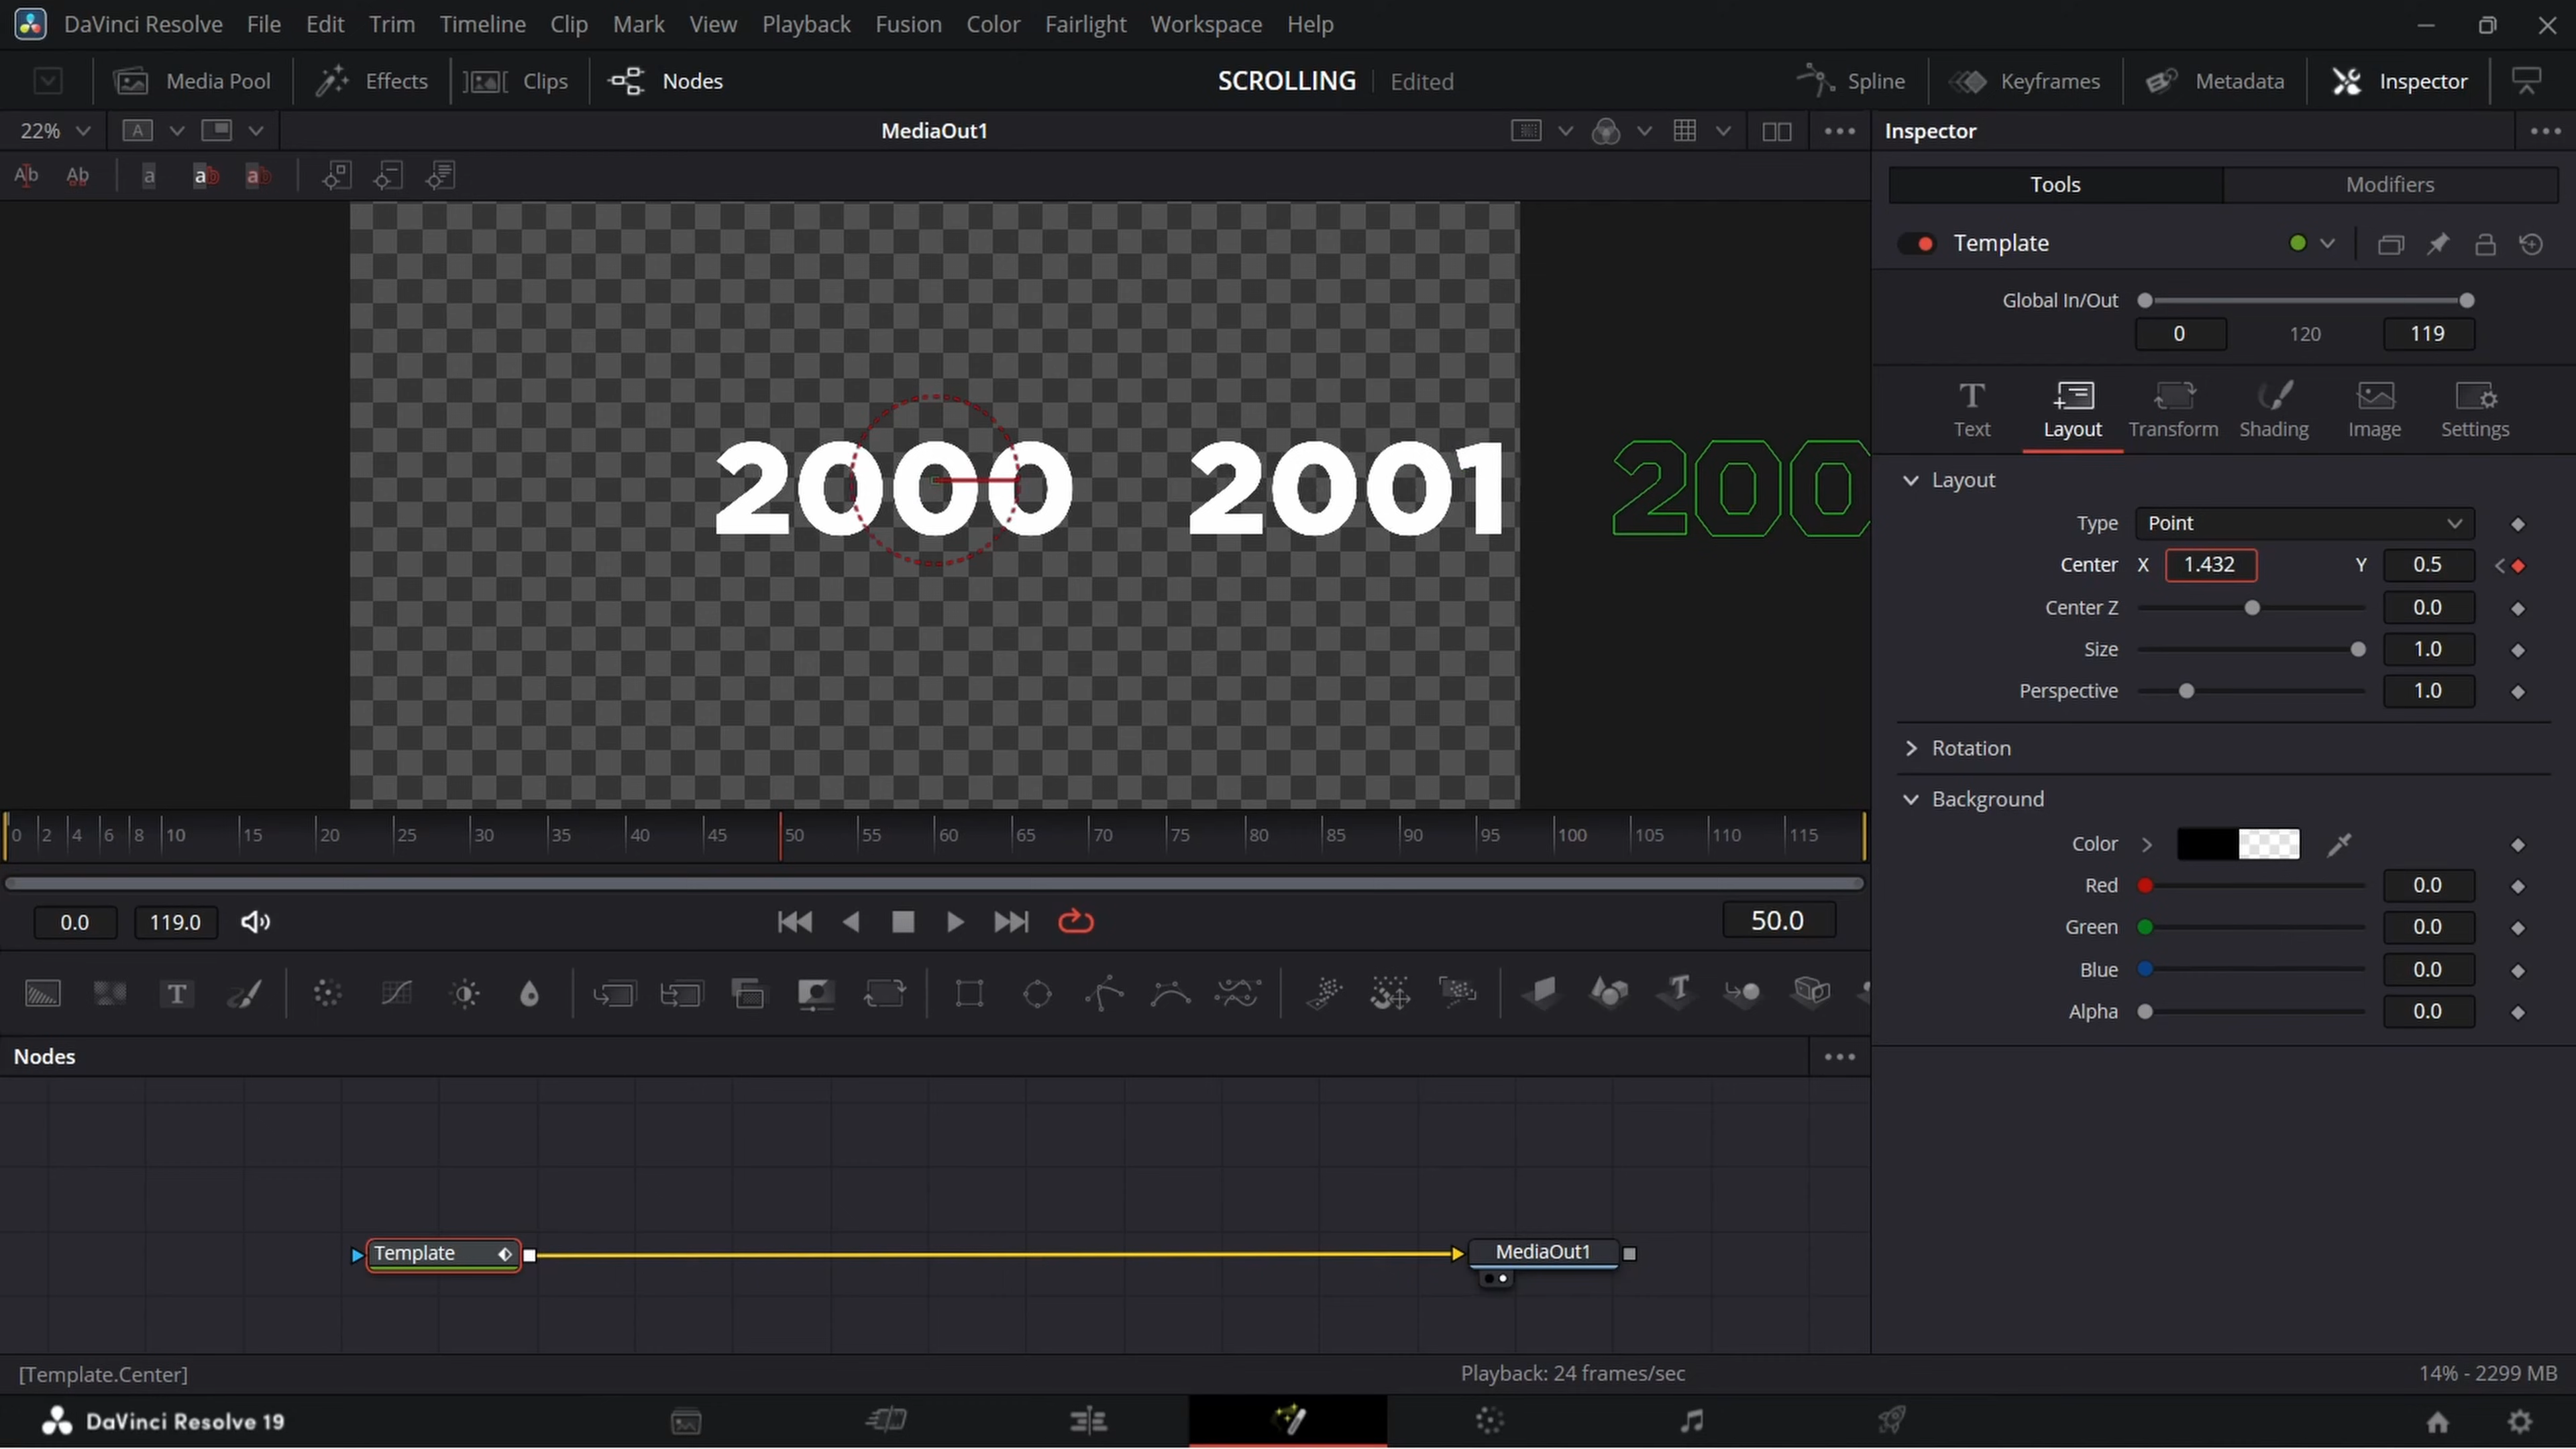 DaVinci Resolve File Edit Trim Timeline Clip Mark View Playback Fusion Color Fairlight Workspace Help
Media Pool Effects Clips Nodes SCROLLING Edited Spline Keyframes Metadata Inspector
22% A MediaOut1 Inspector
Ab Ab a ab ab
Tools Modifiers
Template
Global In/Out
0 120 119
Text Layout Transform Shading Image Settings
2000 2001 200
Layout
Type Point
Center X 1.432 Y 0.5
Center Z 0.0
Size 1.0
Perspective 1.0
Rotation
Background
0 2 4 6 8 10 15 20 25 30 35 40 45 50 55 60 65 70 75 80 85 90 95 100 105 110 115
Color
Red 0.0
0.0 119.0 50.0
Green 0.0
Blue 0.0
T T
Alpha 0.0
Nodes
Template MediaOut1
[Template.Center] Playback: 24 frames/sec 14% - 2299 MB
DaVinci Resolve 19